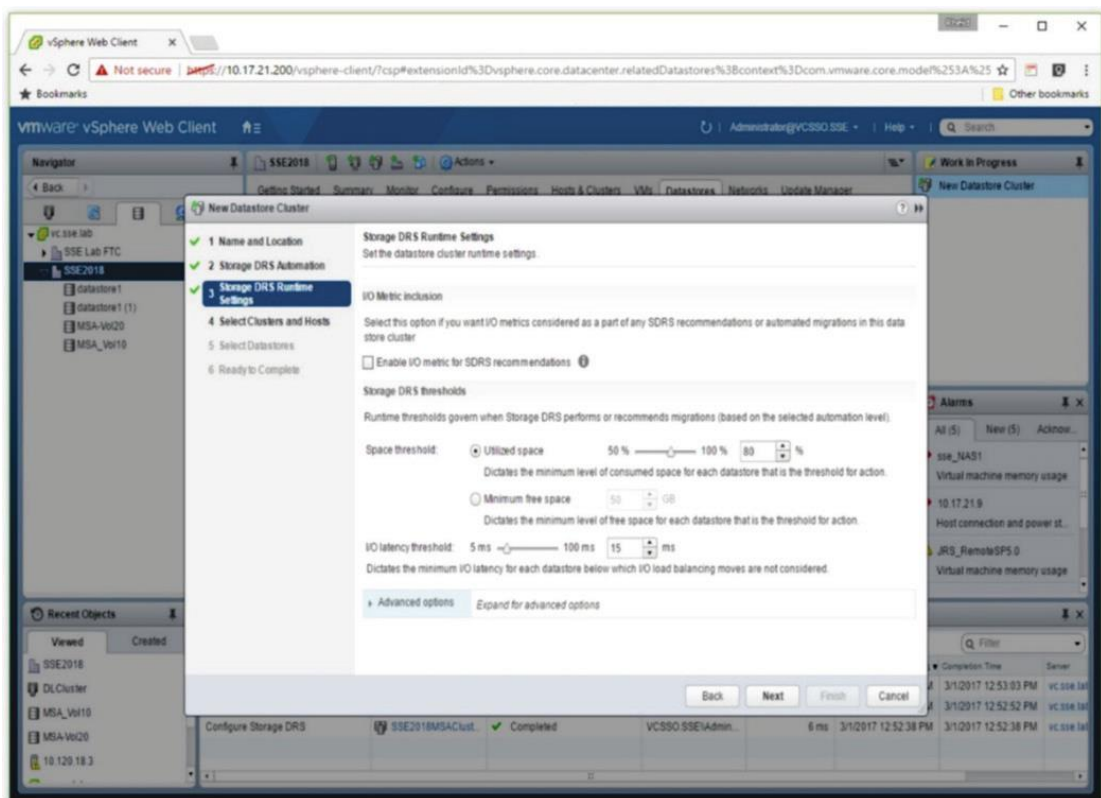 vSphere Web Client
Not secure | https://10.17.21.200/vsphere-client/?csp#extensionId%3Dvsphere.core.datacenter.relatedDatastores%3Bcontext%3Dcom.vmware.core.model%253A%25
Bookmarks
Other bookmarks
vmware vSphere Web Client
Administrator@VCSSO.SSE
Help
Search
Navigator
SSE2018
Actions
Work In Progress
Back
Getting Started Summary Monitor Configure Permissions Hosts & Clusters VMs Datastores Networks Update Manager
New Datastore Cluster
vc.sse.lab
SSE Lab FTC
SSE2018
datastore1
datastore1 (1)
MSA-Vol20
MSA_Vol10
New Datastore Cluster
1 Name and Location
2 Storage DRS Automation
3 Storage DRS Runtime
Settings
4 Select Clusters and Hosts
5 Select Datastores
6 Ready to Complete
Storage DRS Runtime Settings
Set the datastore cluster runtime settings.
I/O Metric inclusion
Select this option if you want I/O metrics considered as a part of any SDRS recommendations or automated migrations in this data
store cluster
Enable I/O metric for SDRS recommendations
Storage DRS thresholds
Runtime thresholds govern when Storage DRS performs or recommends migrations (based on the selected automation level).
Space threshold: Utilized space 50 % 100 % 80 %
Dictates the minimum level of consumed space for each datastore that is the threshold for action.
Minimum free space 50 GB
Dictates the minimum level of free space for each datastore that is the threshold for action.
I/O latency threshold: 5 ms 100 ms 15 ms
Dictates the minimum I/O latency for each datastore below which I/O load balancing moves are not considered.
Advanced options Expand for advanced options
Back Next Finish Cancel
Alarms
All (5) New (5) Acknow...
sse_NAS1
Virtual machine memory usage
10.17.21.9
Host connection and power st...
JRS_RemoteSP5.0
Virtual machine memory usage
Recent Objects
Viewed Created
SSE2018
DLCluster
MSA_Vol10
MSA-Vol20
10.120.18.3
Filter
Completion Time Server
3/1/2017 12:53:03 PM vc.sse.lab
3/1/2017 12:52:52 PM vc.sse.lab
Configure Storage DRS SSE2018MSAClust... Completed VCSSO.SSE\Admin... 6 ms 3/1/2017 12:52:38 PM 3/1/2017 12:52:38 PM vc.sse.lab